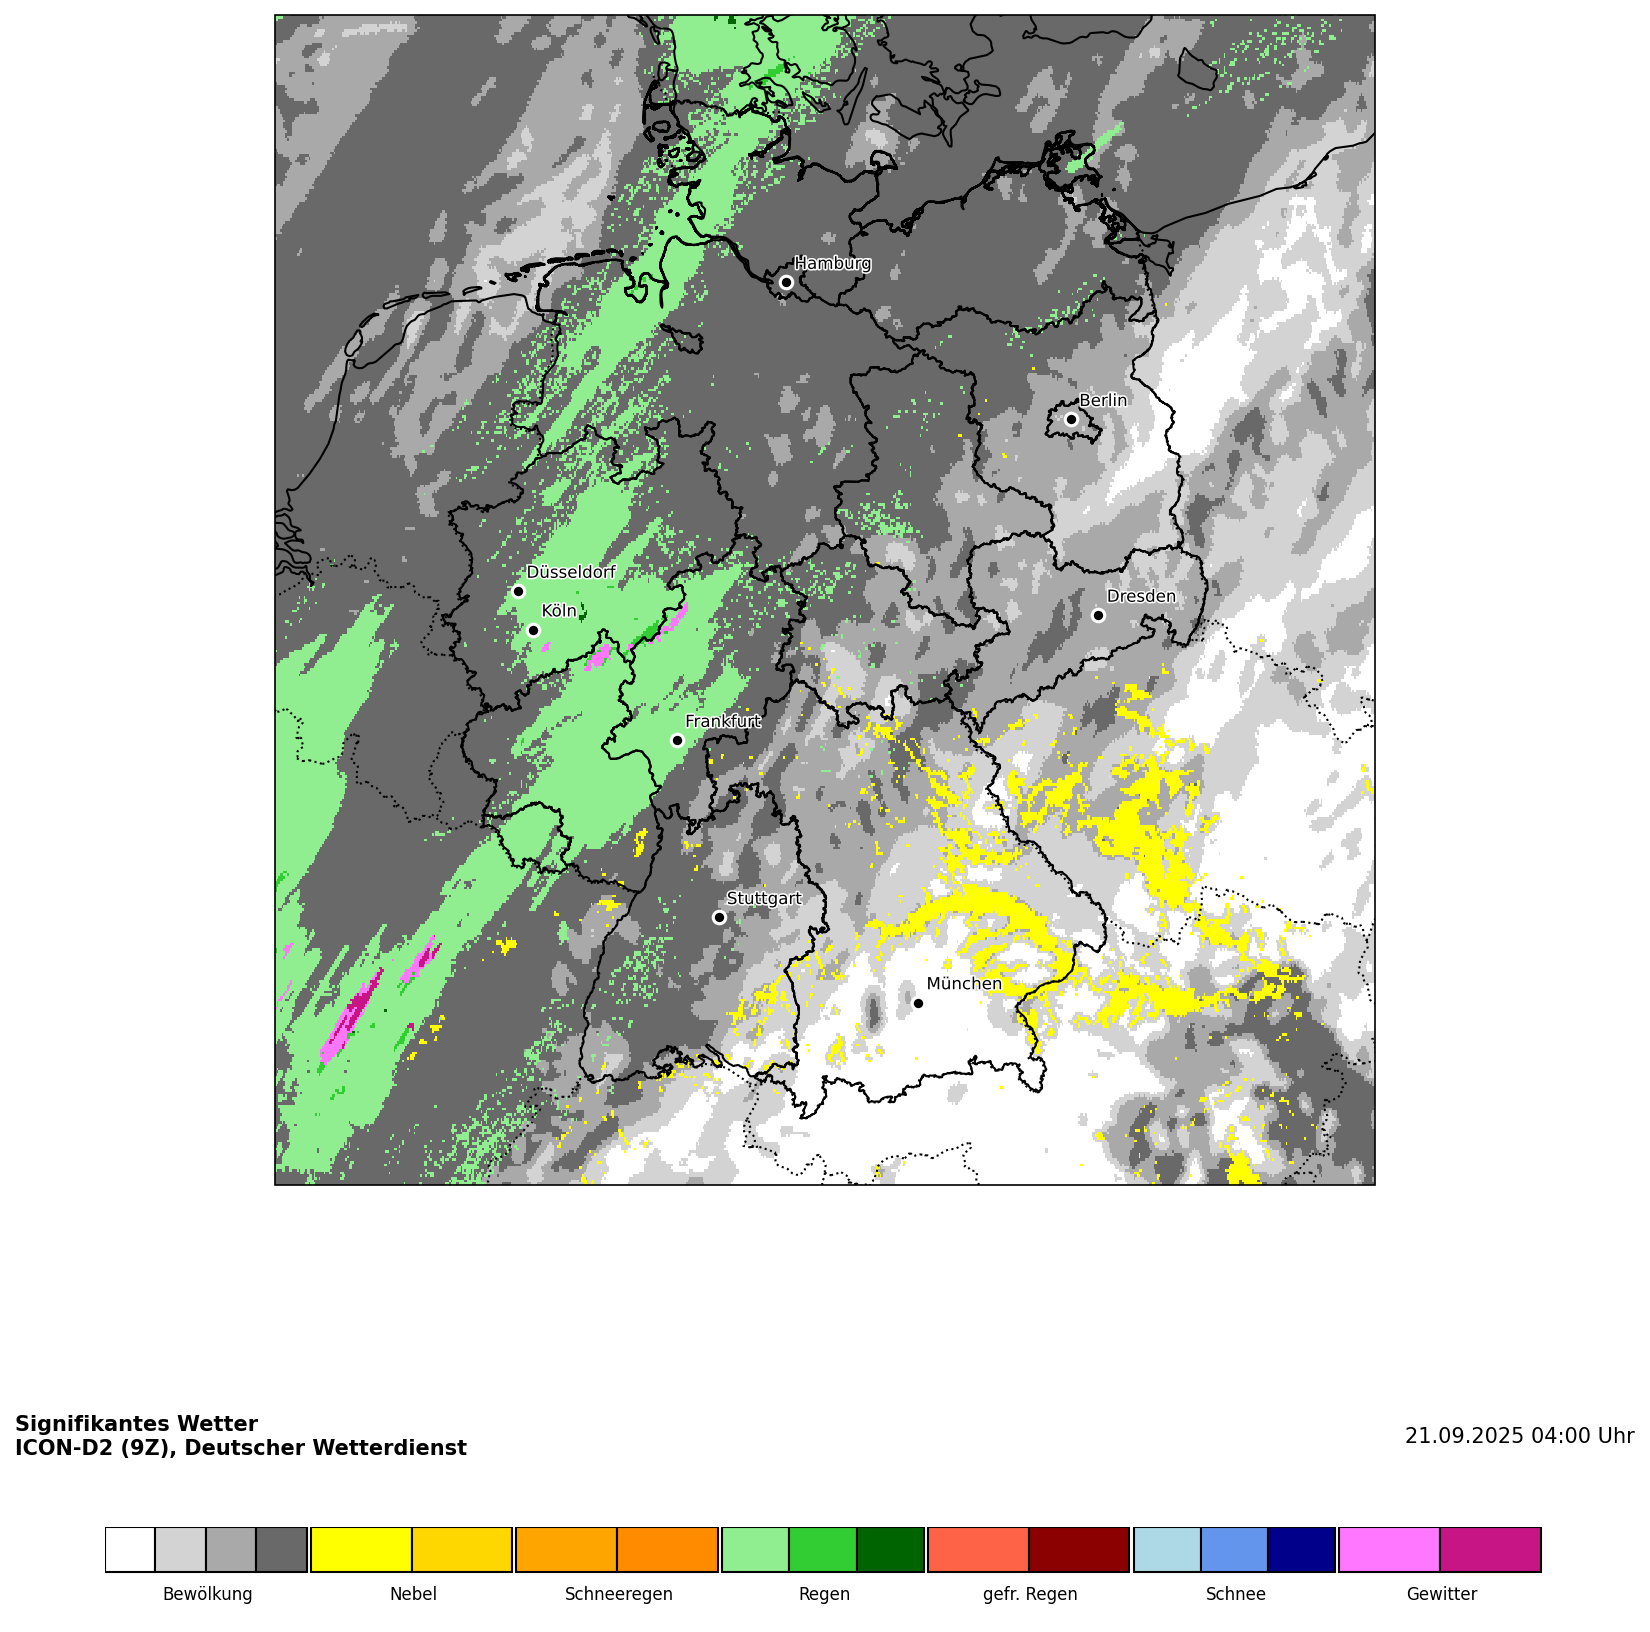 Hamburg
Berlin
Düsseldorf
Köln
Dresden
Frankfurt
Stuttgart
München
Signifikantes Wetter
ICON-D2 (9Z), Deutscher Wetterdienst
21.09.2025 04:00 Uhr
Bewölkung
Nebel
Schneeregen
Regen
gefr. Regen
Schnee
Gewitter